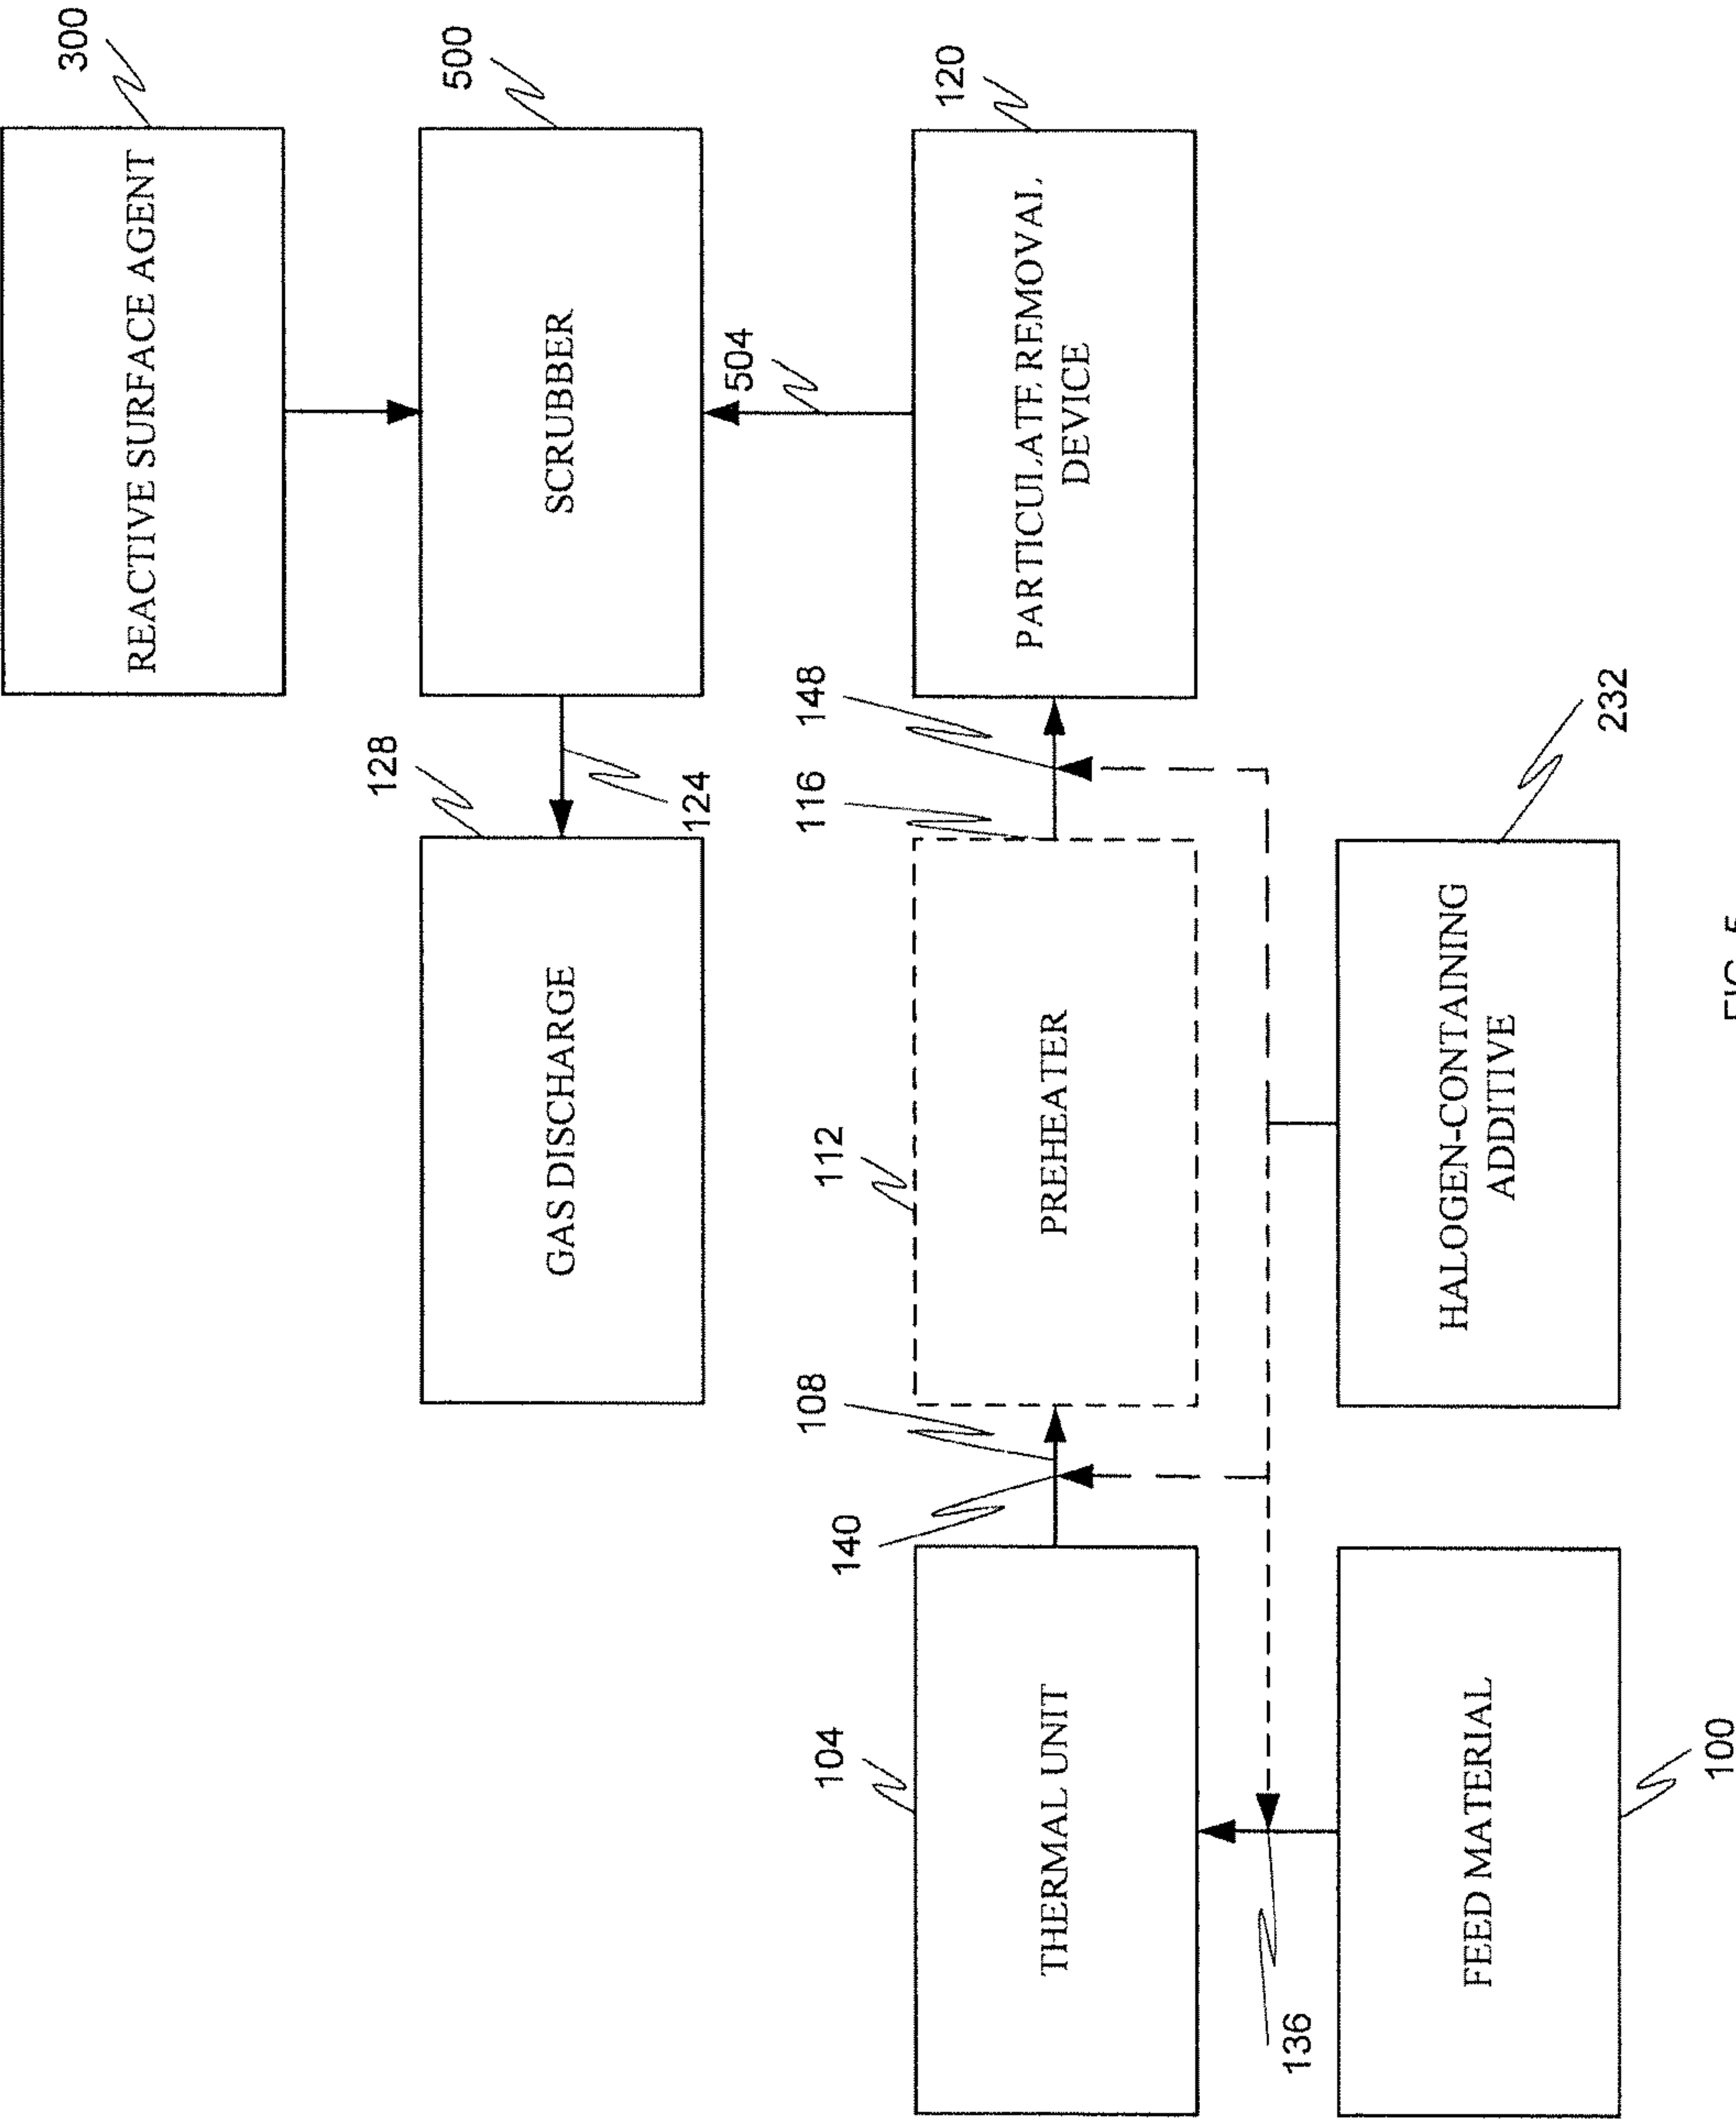 300
REACTIVE SURFACE AGENT
128
500
GAS DISCHARGE
SCRUBBER
124
504
104
140
108
112
116
148
120
THERMAL UNIT
PREHEATER
PARTICULATE REMOVAL
DEVICE
136
FEED MATERIAL
HALOGEN-CONTAINING
ADDITIVE
232
100